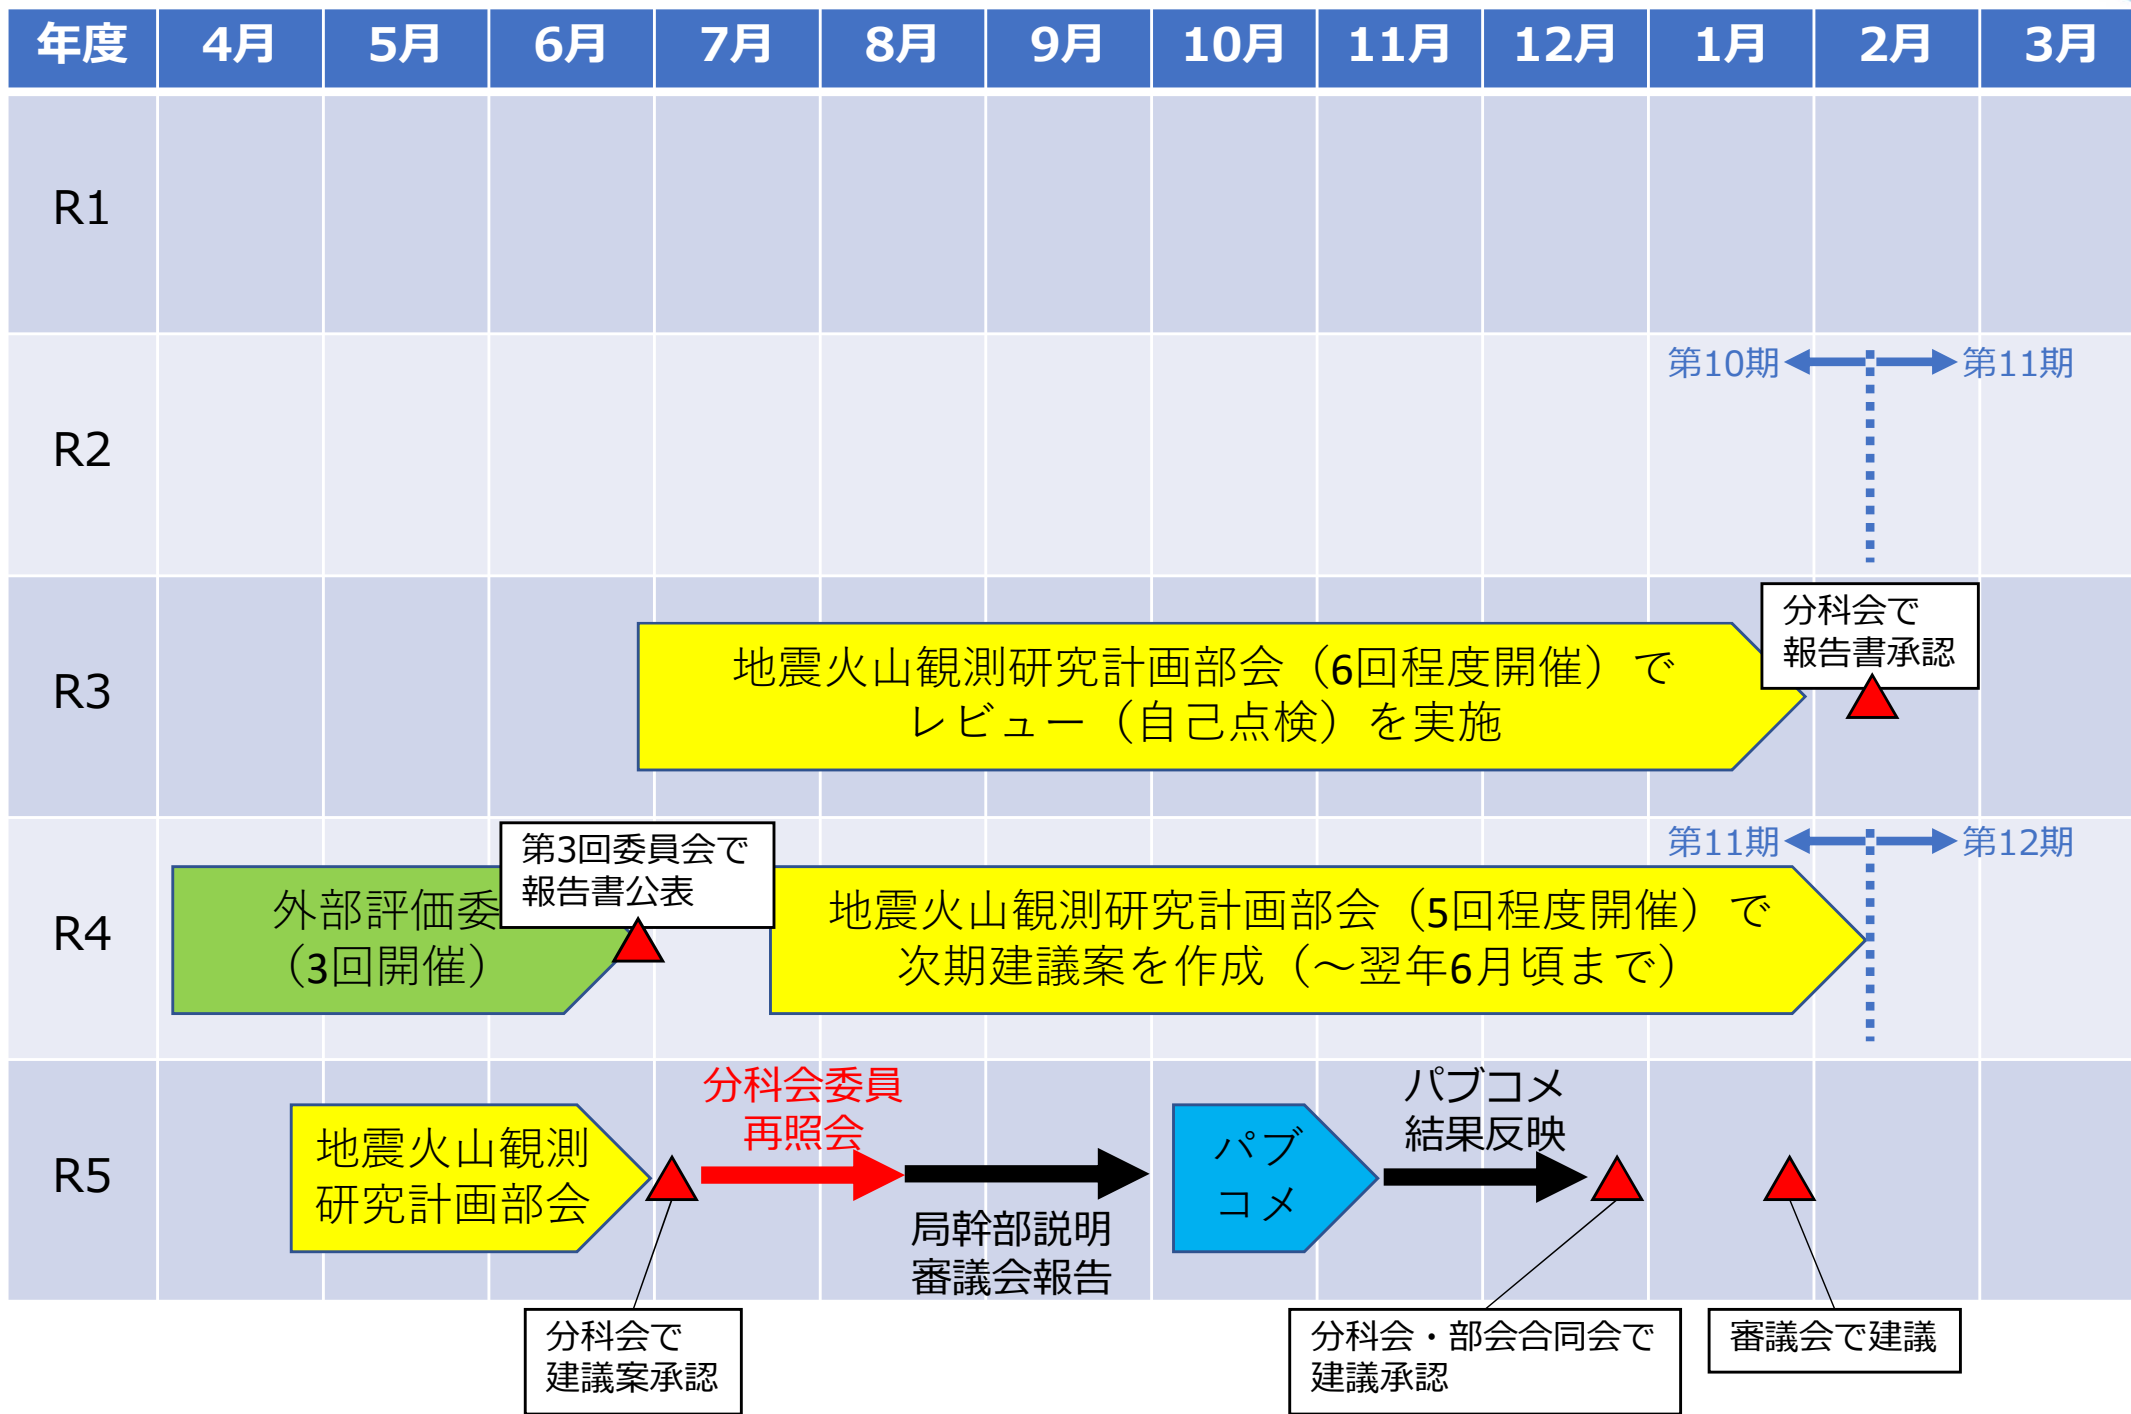 年度 4月 5月 6月 7月 8月 9月 10月 11月 12月 1月 2月 3月
R1
R2
第10期 第11期
R3
地震火山観測研究計画部会（6回程度開催）で
レビュー（自己点検）を実施
分科会で
報告書承認
R4
外部評価委
（3回開催）
第3回委員会で
報告書公表
地震火山観測研究計画部会（5回程度開催）で
次期建議案を作成（～翌年6月頃まで）
第11期 第12期
R5
地震火山観測
研究計画部会
分科会委員
再照会
局幹部説明
審議会報告
パブ
コメ
パブコメ
結果反映
分科会で
建議案承認
分科会・部会合同会で
建議承認
審議会で建議